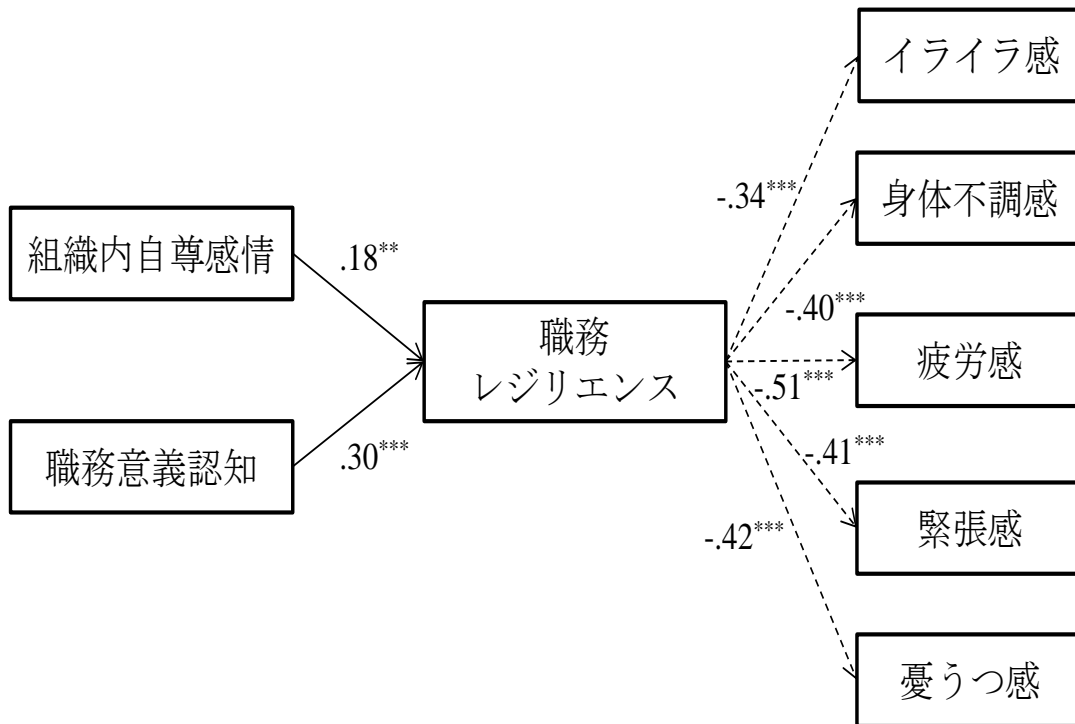 イライラ感
-.34***
身体不調感
組織内自尊感情
.18**
-.40***
職務
レジリエンス
疲労感
-.51***
職務意義認知
.30***
-.41***
緊張感
-.42***
憂うつ感